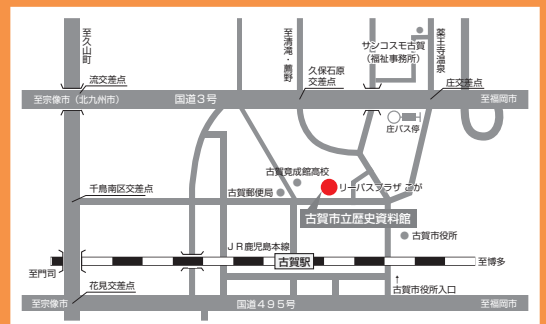 至久山町
至清滝・薦野
薬王寺温泉
サンコスモ古賀
（福祉事務所）
久保石原
交差点
流交差点
庄交差点
至宗像市（北九州市）
国道3号
至福岡市
庄バス停
古賀竟成館高校
リーパスプラザ こが
古賀郵便局
千鳥南区交差点
古賀市立歴史資料館
古賀市役所
ＪＲ鹿児島本線
古賀駅
至門司
至博多
花見交差点
古賀市役所入口
至宗像市
国道４９５号
至福岡市